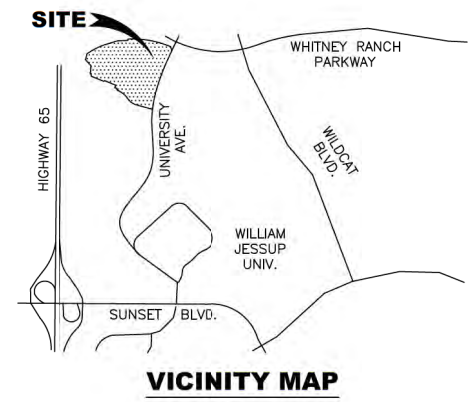 SITE
WHITNEY RANCH
PARKWAY
HIGHWAY 65
UNIVERSITY
AVE.
WILDCAT
BLVD.
WILLIAM
JESSUP
UNIV.
SUNSET BLVD.
VICINITY MAP